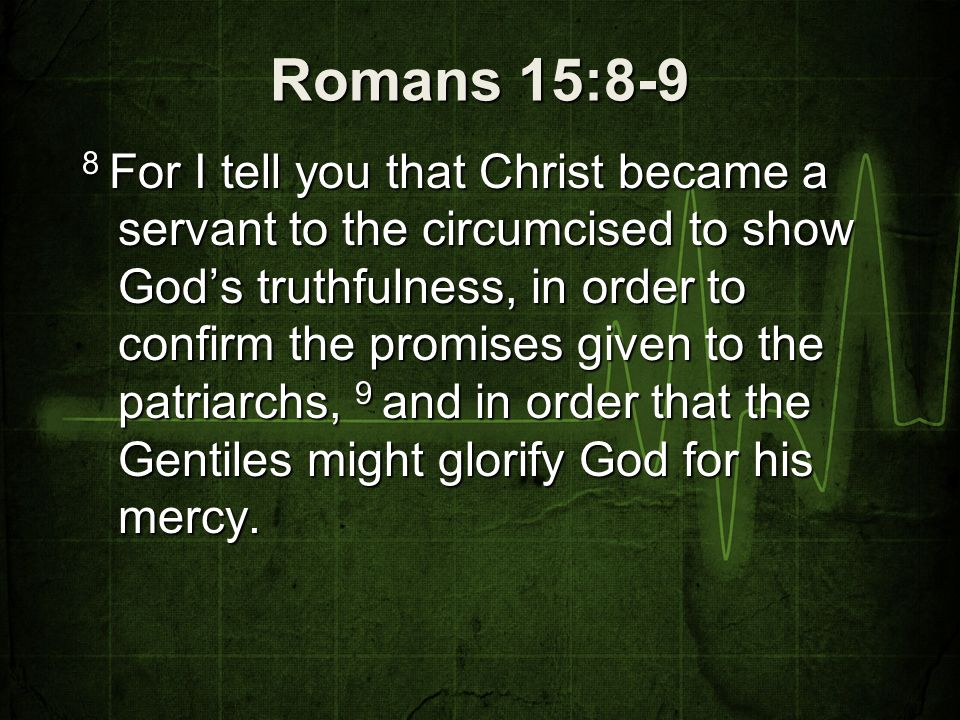 Romans 15:8-9
8 For I tell you that Christ became a
servant to the circumcised to show
God’s truthfulness, in order to
confirm the promises given to the
patriarchs, 9 and in order that the
Gentiles might glorify God for his
mercy.